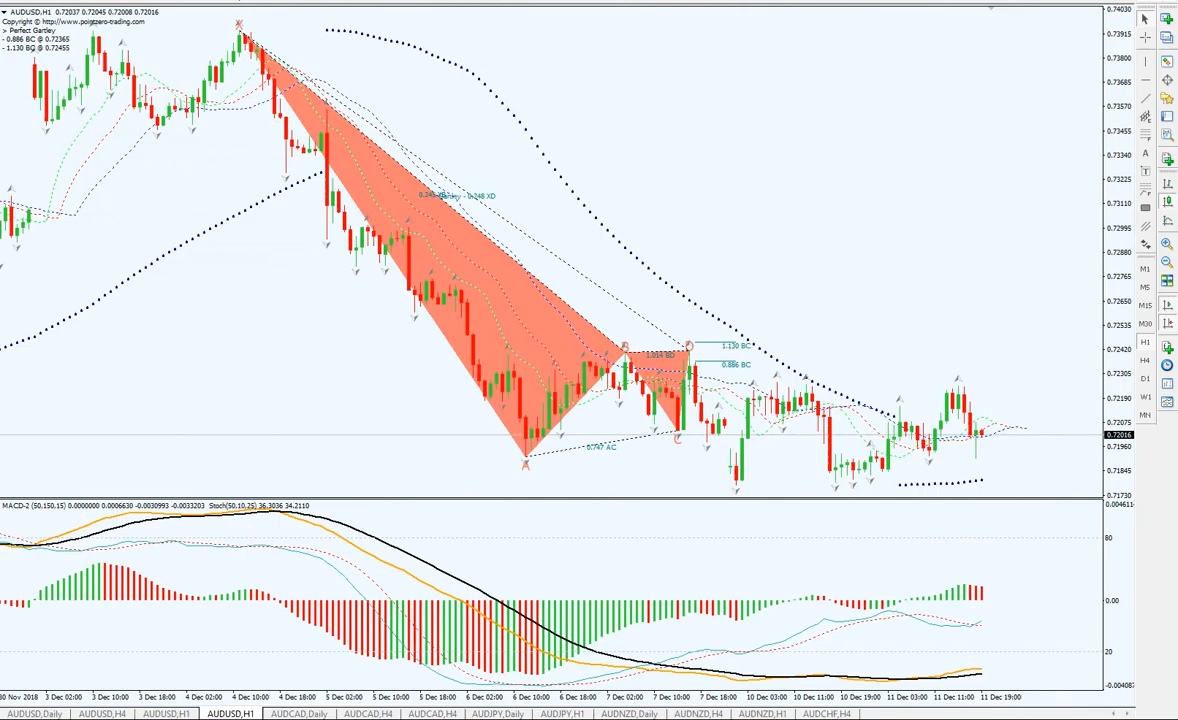 AUDUSD,H1 0.72037 0.72045 0.72008 0.72016
Copyright © http://www.poigtzero-trading.com
> Perfect Gartley
- 0.886 BC @ 0.72365
- 1.130 BC @ 0.72455
X
B
D
A
C
1.130 BC
0.886 BC
0.747 AC
0.74030
0.73915
0.73800
0.73685
0.73570
0.73455
0.73340
0.73225
0.73110
0.72995
0.72880
0.72765
0.72650
0.72535
0.72420
0.72305
0.72190
0.72075
0.72016
0.71960
0.71845
0.71730
M1
M5
M15
M30
H1
H4
D1
W1
MN
MACD-2 (50,150,15) 0.0000000 0.0006630 -0.0030993 -0.0033203 Stoch(50,10,25) 36.3036 34.2110
0.004611
80
0.00
20
-0.004087
30 Nov 2018 3 Dec 02:00 3 Dec 10:00 3 Dec 18:00 4 Dec 02:00 4 Dec 10:00 4 Dec 18:00 5 Dec 02:00 5 Dec 10:00 5 Dec 18:00 6 Dec 02:00 6 Dec 10:00 6 Dec 18:00 7 Dec 02:00 7 Dec 10:00 7 Dec 18:00 10 Dec 03:00 10 Dec 11:00 10 Dec 19:00 11 Dec 03:00 11 Dec 11:00 11 Dec 19:00
AUDUSD,Daily AUDUSD,H4 AUDUSD,H1 AUDUSD,H1 AUDCAD,Daily AUDCAD,H4 AUDCAD,H4 AUDJPY,Daily AUDJPY,H1 AUDNZD,Daily AUDNZD,H4 AUDNZD,H1 AUDCHF,H4